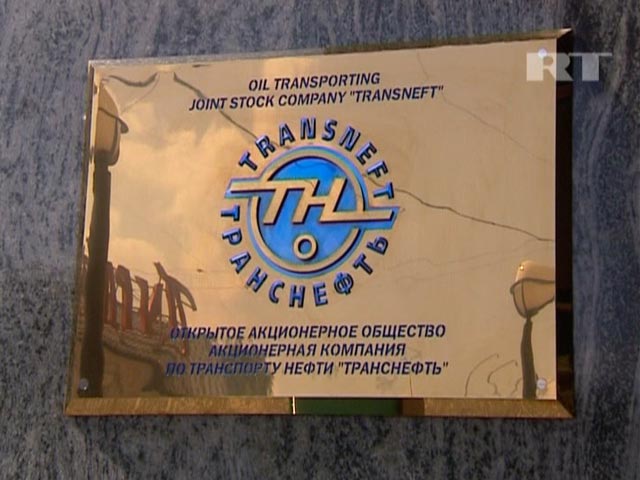 RT
OIL TRANSPORTING
JOINT STOCK COMPANY "TRANSNEFT"
TRANSNEFT
ТН
ТРАНСНЕФТЬ
ОТКРЫТОЕ АКЦИОНЕРНОЕ ОБЩЕСТВО
АКЦИОНЕРНАЯ КОМПАНИЯ
ПО ТРАНСПОРТУ НЕФТИ "ТРАНСНЕФТЬ"